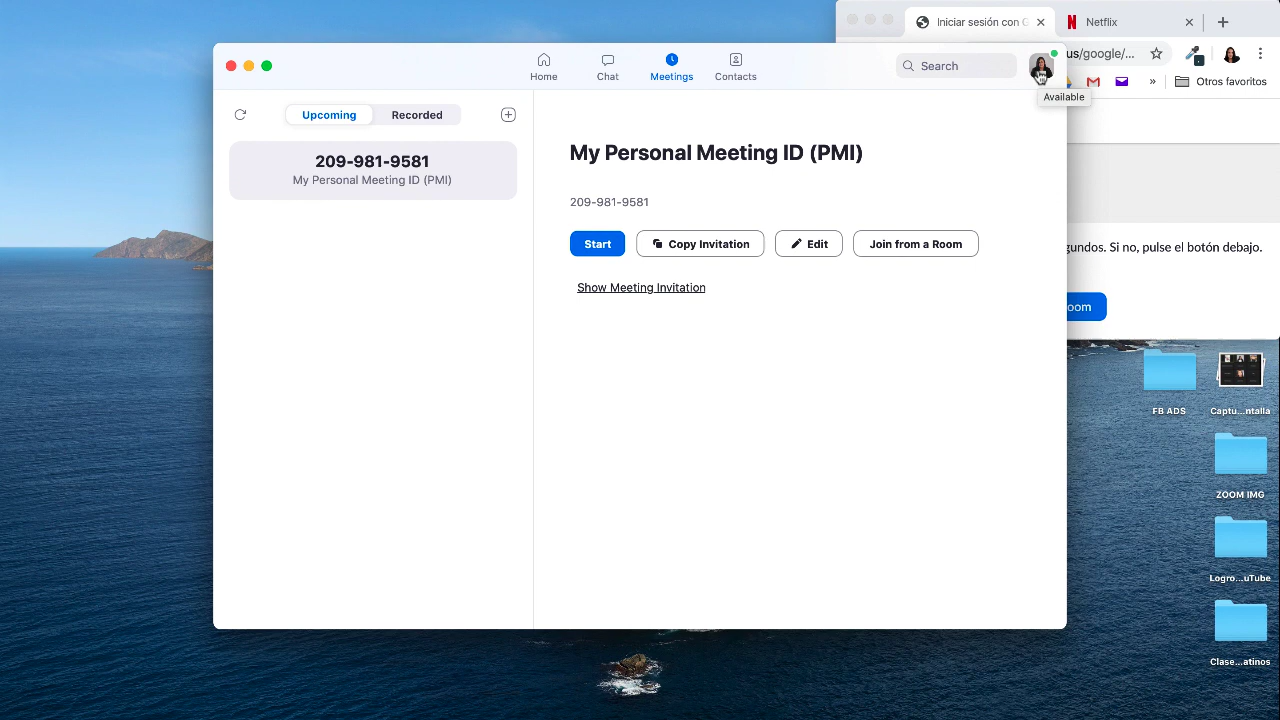 Iniciar sesión con G
Netflix
us/google/...
Otros favoritos
Home
Chat
Meetings
Contacts
Search
Available
Upcoming
Recorded
209-981-9581
My Personal Meeting ID (PMI)
My Personal Meeting ID (PMI)
209-981-9581
Start
Copy Invitation
Edit
Join from a Room
Show Meeting Invitation
gundos. Si no, pulse el botón debajo.
oom
FB ADS
Captu...ntalla
ZOOM IMG
Logro...uTube
Clase...atinos